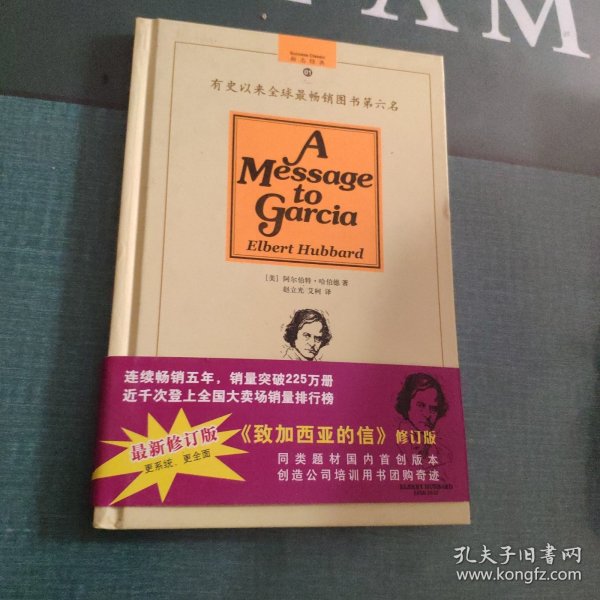 AM
Success Classic
励志经典
01
有史以来全球最畅销图书第六名
A
Message
to
Garcia
Elbert Hubbard
[美] 阿尔伯特·哈伯德 著
赵立光 艾柯 译
连续畅销五年，销量突破225万册
近千次登上全国大卖场销量排行榜
最新修订版
更系统、更全面
《致加西亚的信》修订版
同类题材国内首创版本
创造公司培训用书团购奇迹
ELBERT HUBBARD
孔夫子旧书网
www.kongfz.com